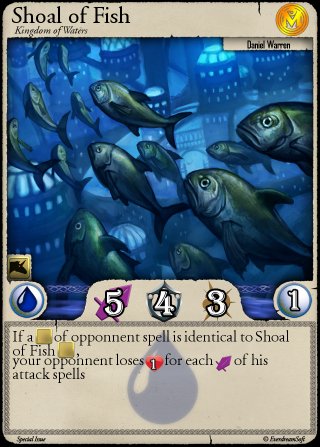 Shoal of Fish
Kingdom of Waters
M
Daniel Warren
5 4 3 1
If a of opponnent spell is identical to Shoal
of Fish ,
your opponent loses 1 for each of his
attack spells
Special Issue © EverdreamSoft